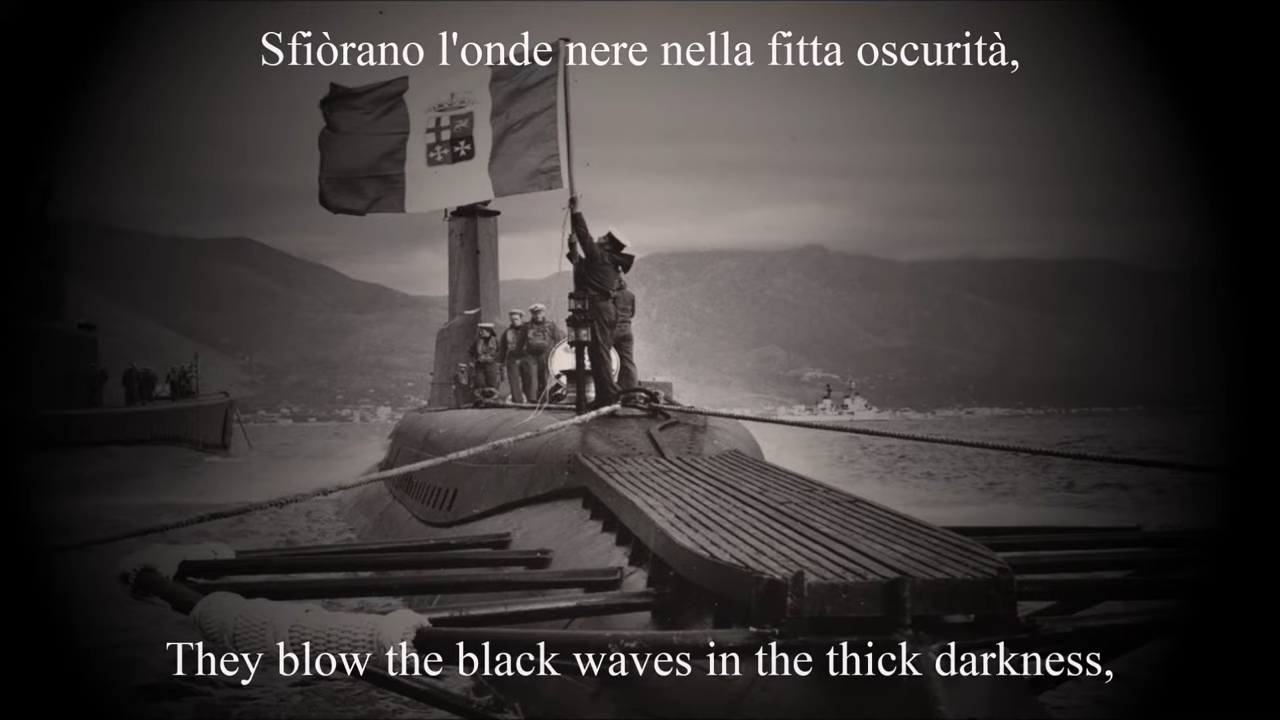 Sfiòrano l'onde nere nella fitta oscurità,
They blow the black waves in the thick darkness,